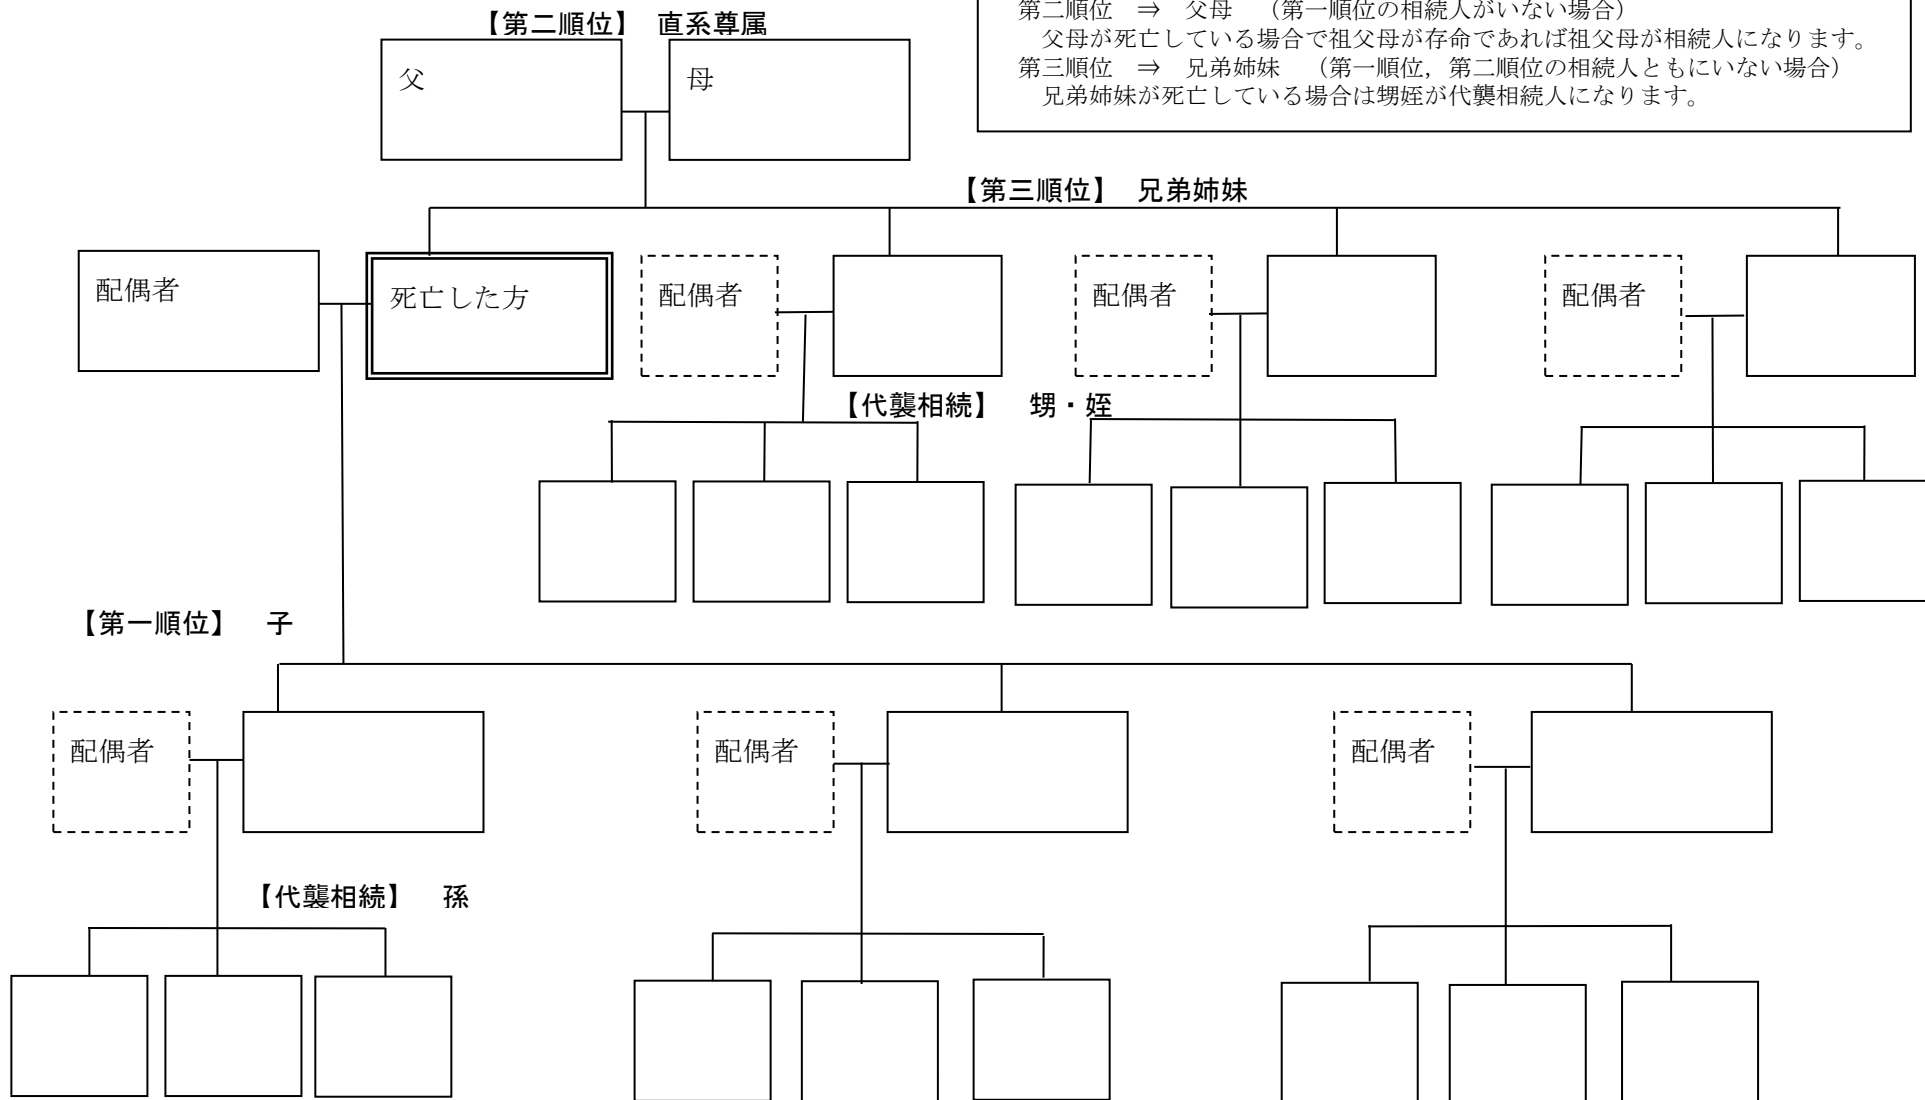 第二順位　⇒　父母　（第一順位の相続人がいない場合）
父母が死亡している場合で祖父母が存命であれば祖父母が相続人になります。
第三順位　⇒　兄弟姉妹　（第一順位，第二順位の相続人ともにいない場合）
兄弟姉妹が死亡している場合は甥姪が代襲相続人になります。
【第二順位】　直系尊属
父
母
【第三順位】　兄弟姉妹
配偶者
死亡した方
配偶者
配偶者
配偶者
【代襲相続】　甥・姪
【第一順位】　子
配偶者
配偶者
配偶者
【代襲相続】　孫